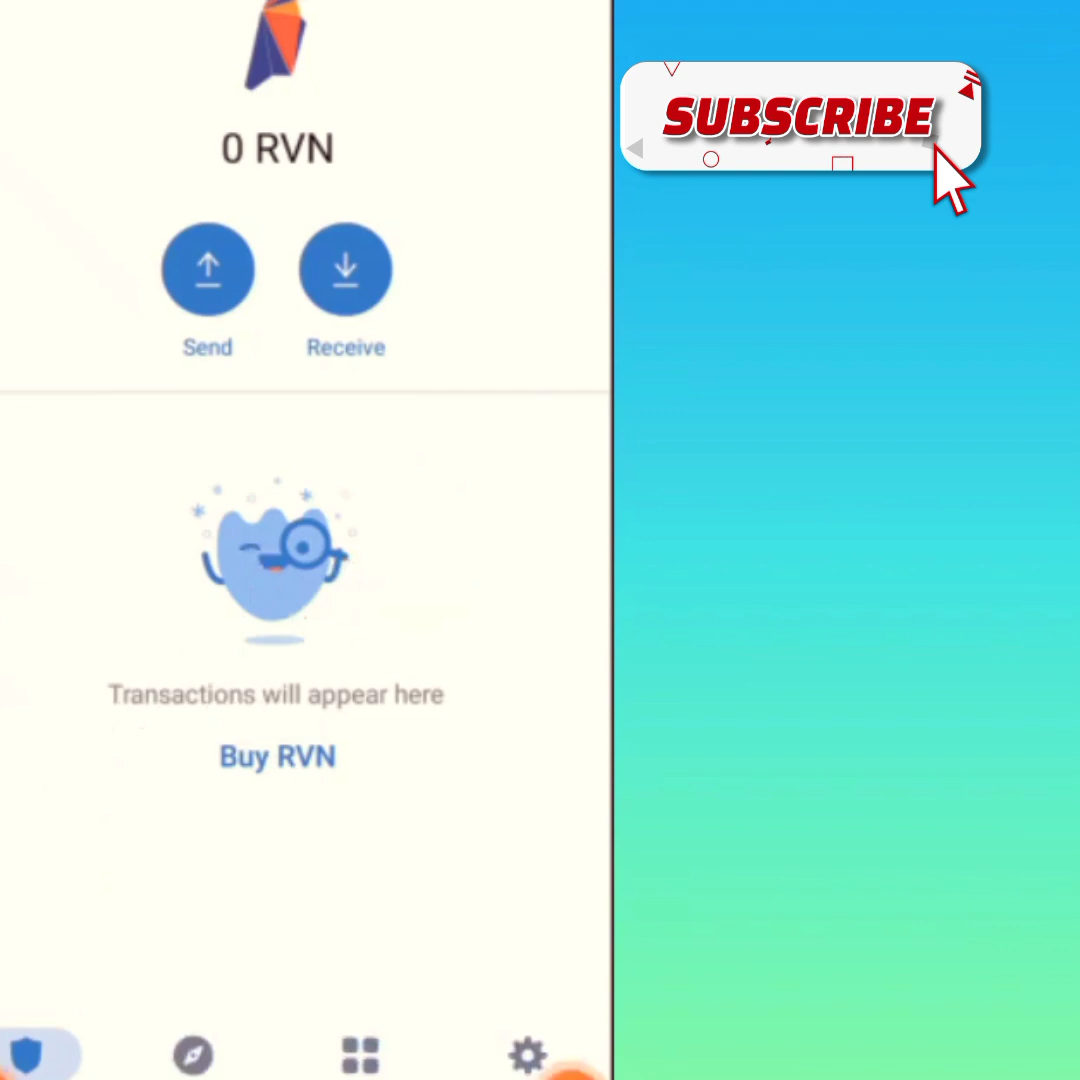 0 RVN
Send
Receive
Transactions will appear here
Buy RVN
SUBSCRIBE